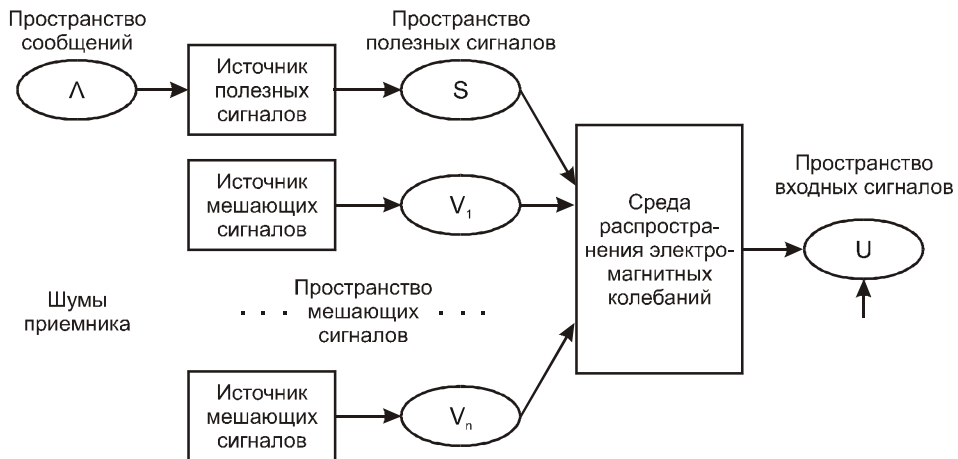 Пространство
сообщений
Λ
Источник
полезных
сигналов
Пространство
полезных сигналов
S
Источник
мешающих
сигналов
V1
Среда
распростра-
нения электро-
магнитных
колебаний
Пространство
входных сигналов
U
Шумы
приемника
· · · Пространство
мешающих · · ·
сигналов
Источник
мешающих
сигналов
Vn